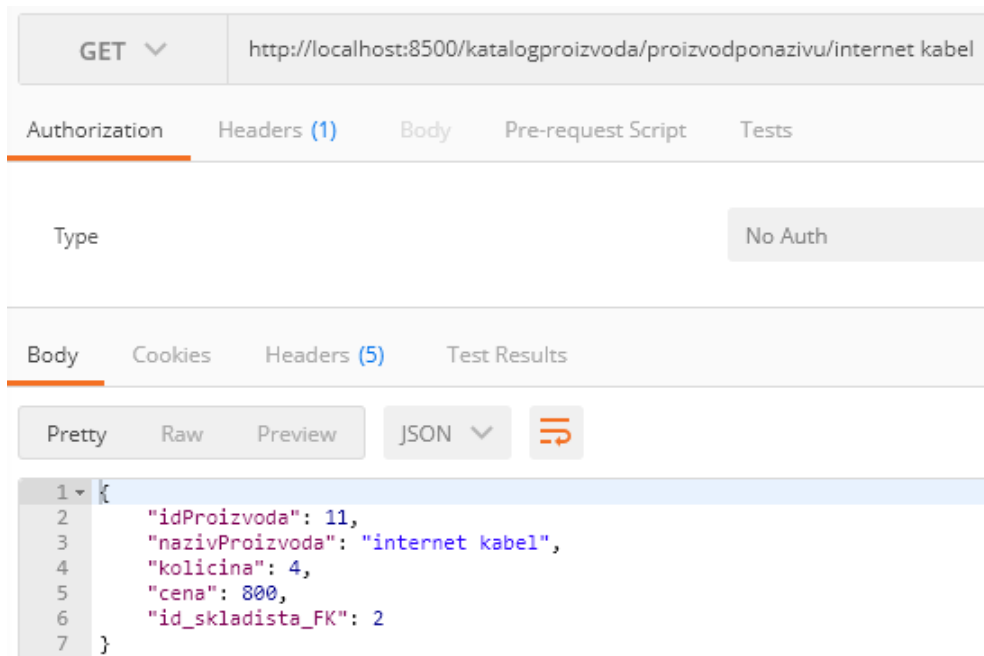 GET http://localhost:8500/katalogproizvoda/proizvodponazivu/internet kabel
Authorization Headers (1) Body Pre-request Script Tests
Type No Auth
Body Cookies Headers (5) Test Results
Pretty Raw Preview JSON
1 {
2 "idProizvoda": 11,
3 "nazivProizvoda": "internet kabel",
4 "kolicina": 4,
5 "cena": 800,
6 "id_skladista_FK": 2
7 }